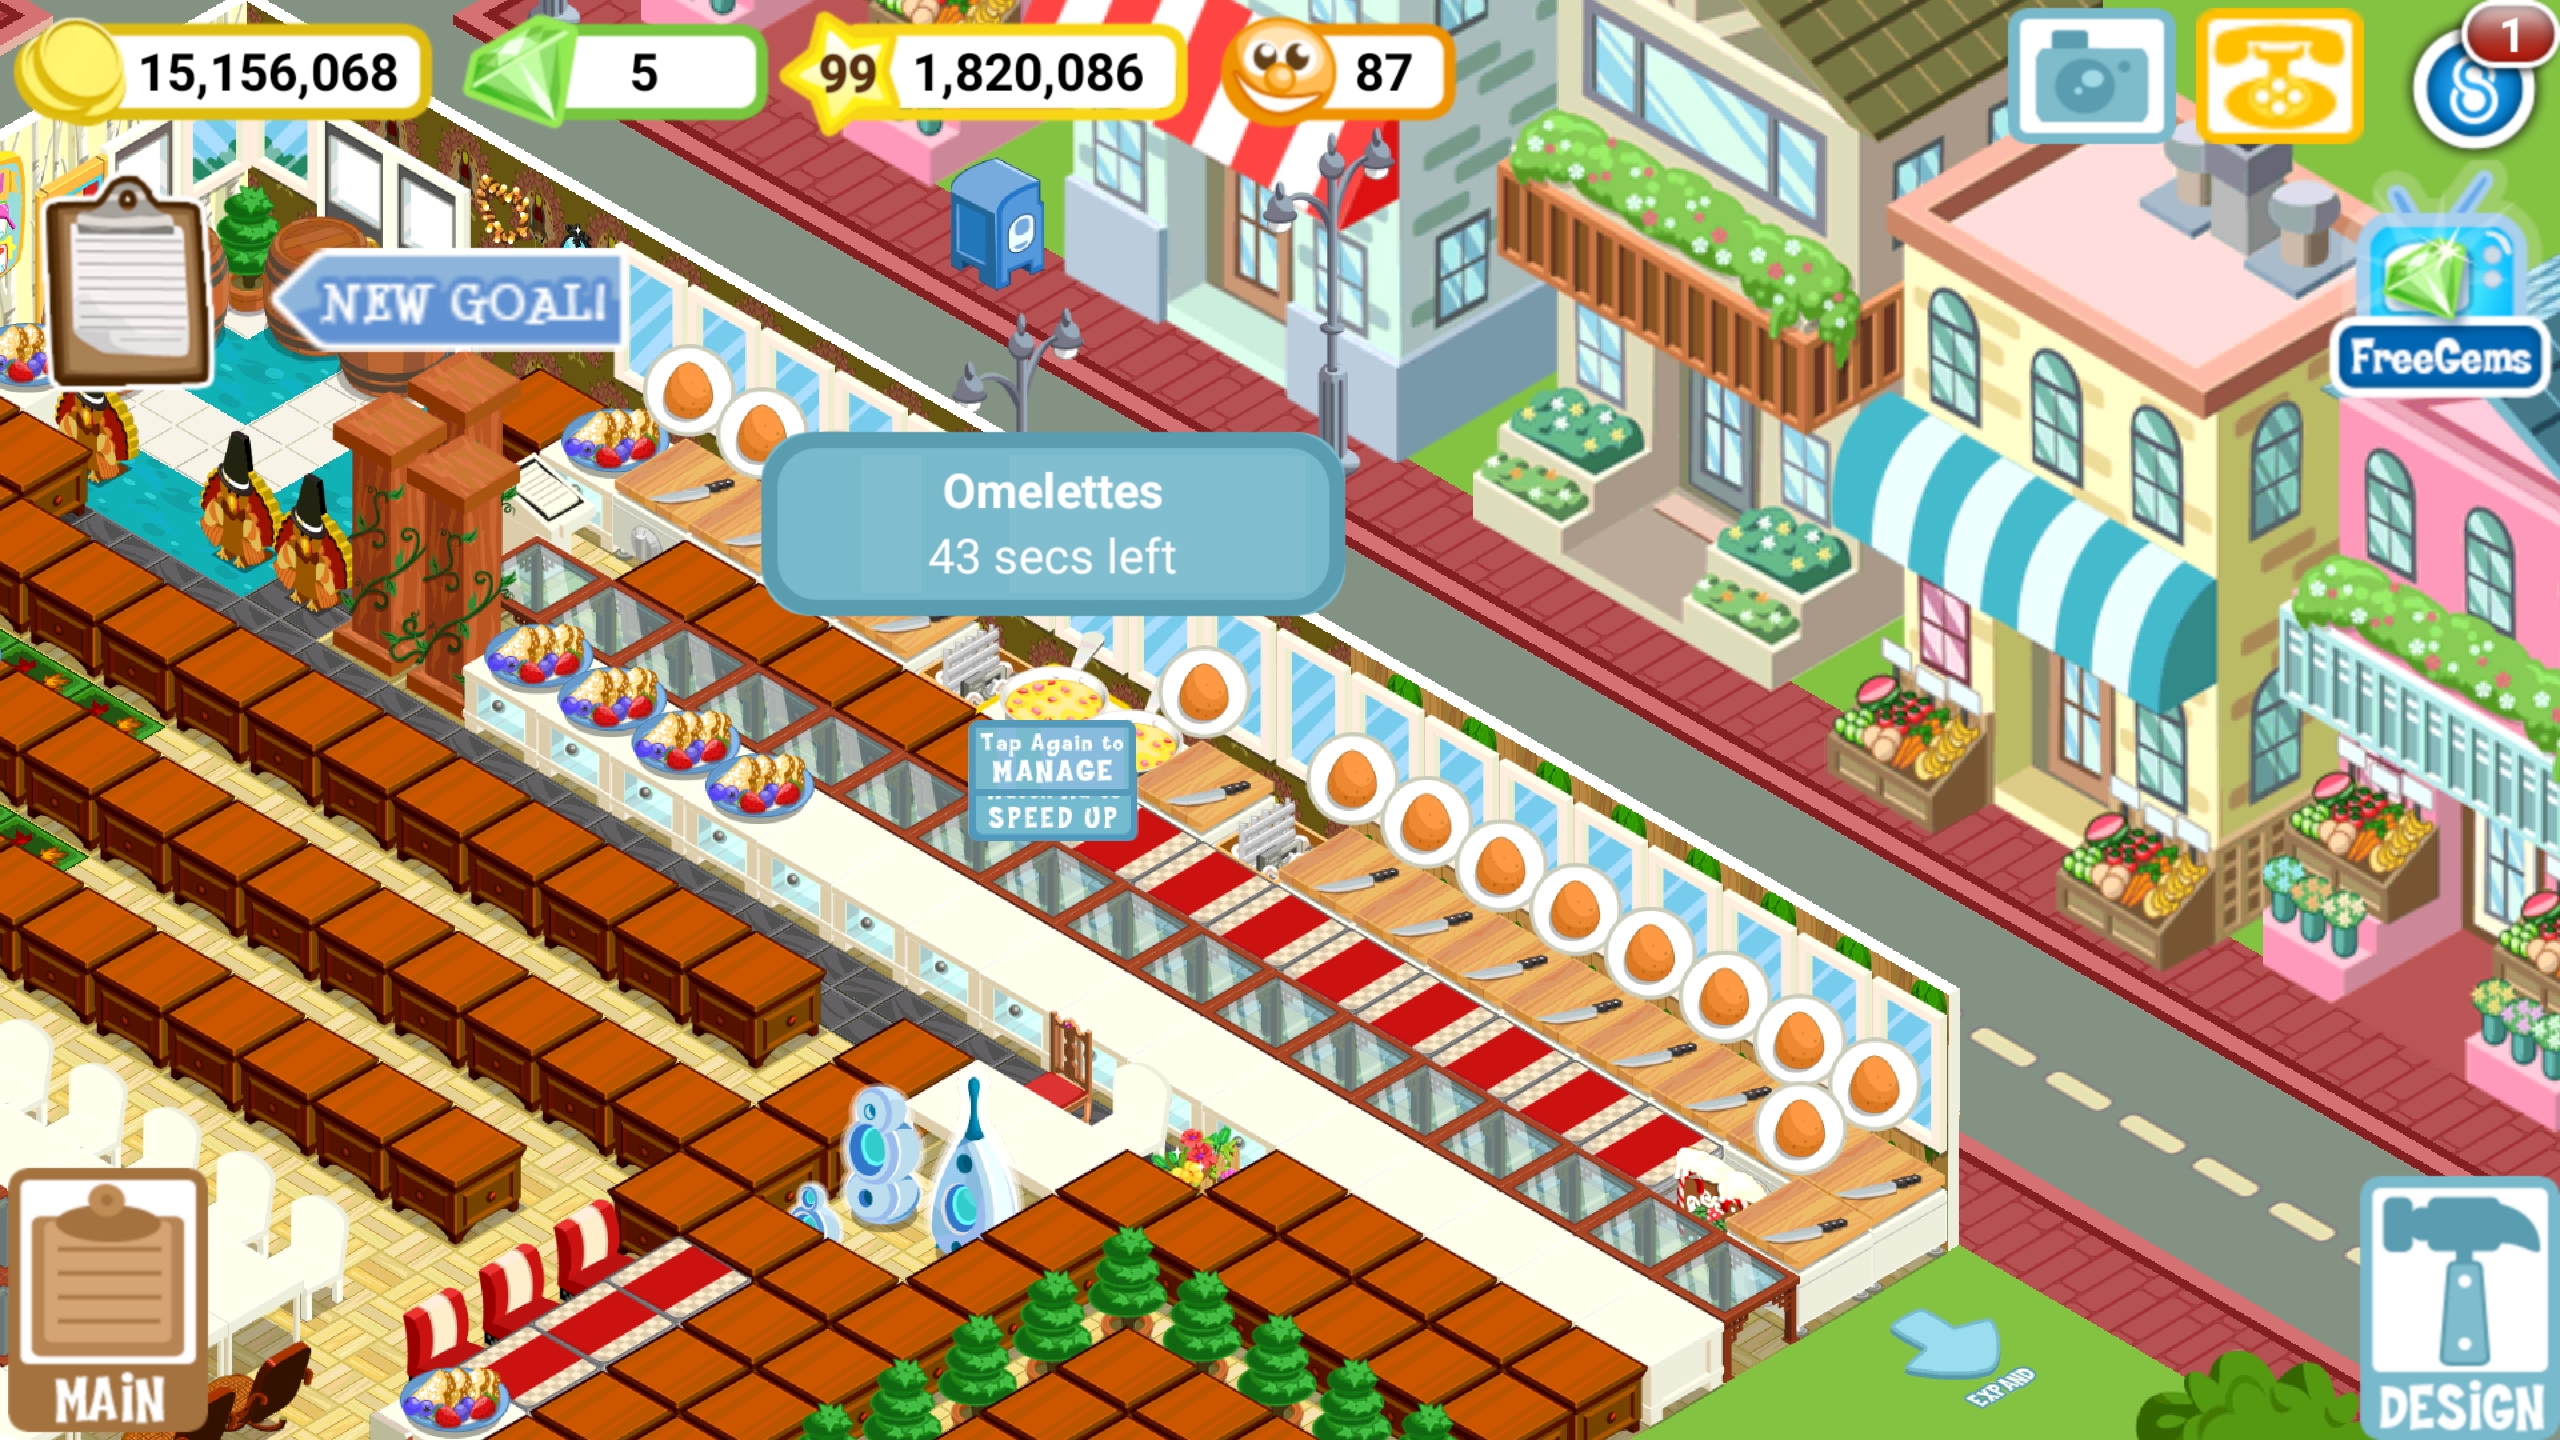 15,156,068
5
99
1,820,086
87
1
NEW GOAL!
FreeGems
Omelettes
43 secs left
Tap Again to
MANAGE
SPEED UP
EXPAND
MAIN
DESIGN